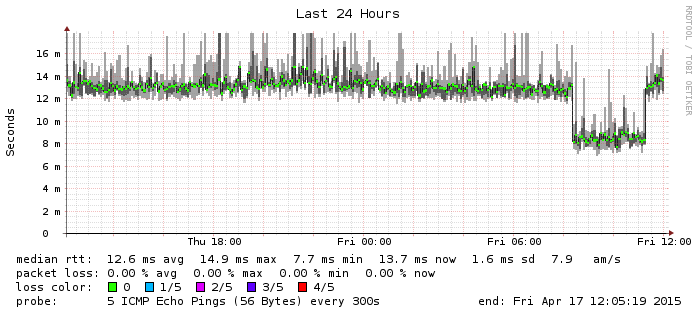 Last 24 Hours
RRDTOOL / TOBI OETIKER
Seconds
16 m
14 m
12 m
10 m
8 m
6 m
4 m
2 m
0
Thu 18:00 Fri 00:00 Fri 06:00 Fri 12:00
median rtt: 12.6 ms avg 14.9 ms max 7.7 ms min 13.7 ms now 1.6 ms sd 7.9 am/s
packet loss: 0.00 % avg 0.00 % max 0.00 % min 0.00 % now
loss color: 0 1/5 2/5 3/5 4/5
probe: 5 ICMP Echo Pings (56 Bytes) every 300s end: Fri Apr 17 12:05:19 2015